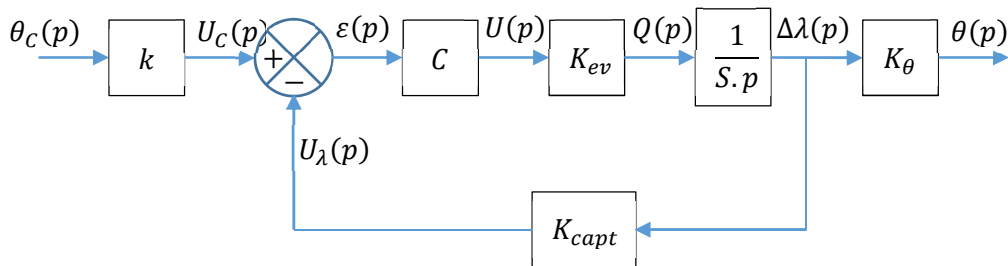 θ_C(p) k U_C(p) + − ε(p) C U(p) K_ev Q(p) 1/(S.p) Δλ(p) K_θ θ(p)
U_λ(p)
K_capt